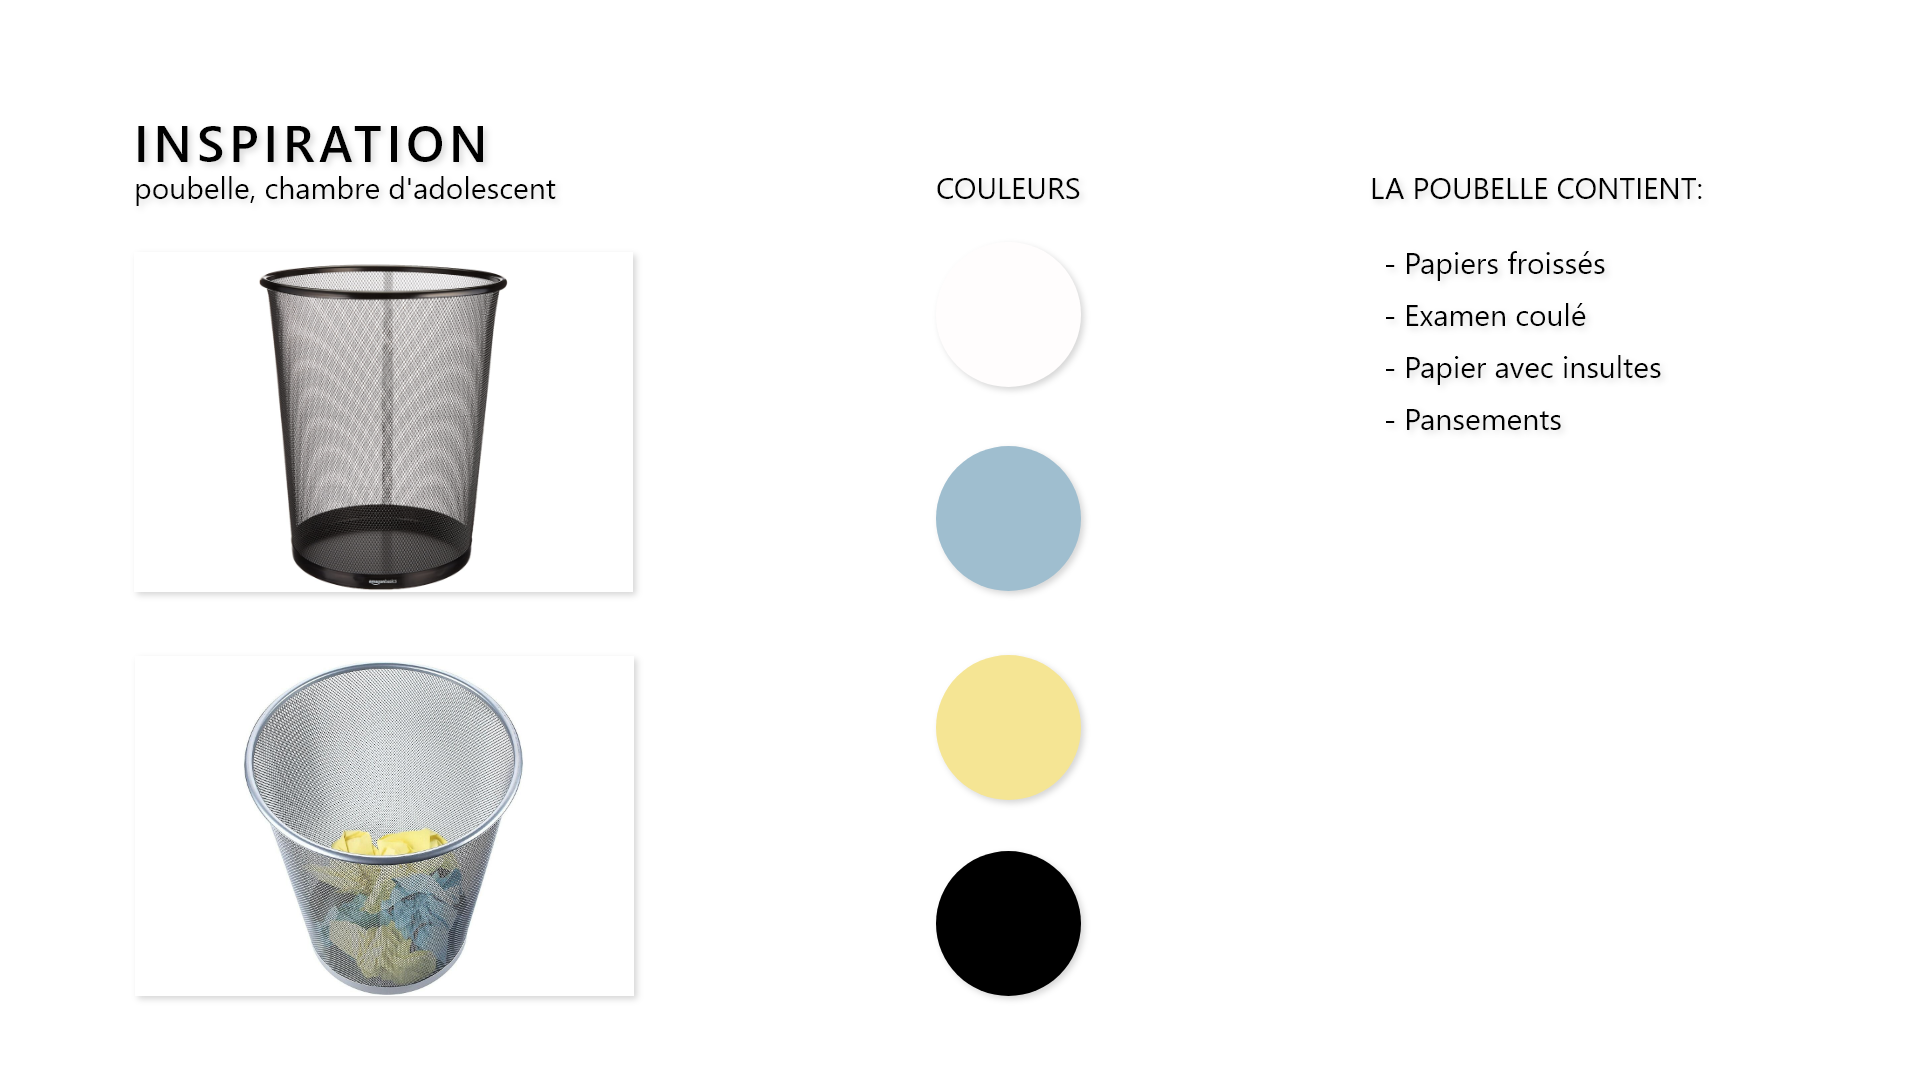 INSPIRATION
poubelle, chambre d'adolescent
COULEURS
LA POUBELLE CONTIENT:
- Papiers froissés
- Examen coulé
- Papier avec insultes
- Pansements